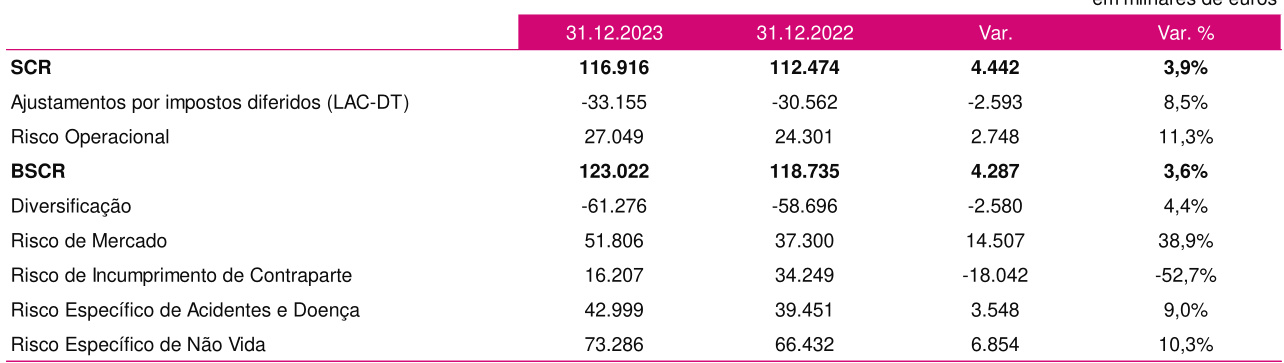 em milhares de euros
31.12.2023 31.12.2022 Var. Var. %
SCR 116.916 112.474 4.442 3,9%
Ajustamentos por impostos diferidos (LAC-DT) -33.155 -30.562 -2.593 8,5%
Risco Operacional 27.049 24.301 2.748 11,3%
BSCR 123.022 118.735 4.287 3,6%
Diversificação -61.276 -58.696 -2.580 4,4%
Risco de Mercado 51.806 37.300 14.507 38,9%
Risco de Incumprimento de Contraparte 16.207 34.249 -18.042 -52,7%
Risco Específico de Acidentes e Doença 42.999 39.451 3.548 9,0%
Risco Específico de Não Vida 73.286 66.432 6.854 10,3%